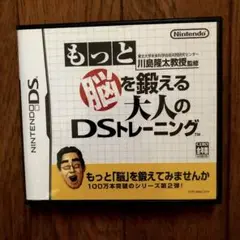 Nintendo
東北大学未来科学技術共同研究センター
川島隆太教授監修
もっと
脳を鍛える
大人の
DSトレーニング
TM
NINTENDO DS
もっと「脳」を鍛えてみませんか
100万本突破のシリーズ第2弾!